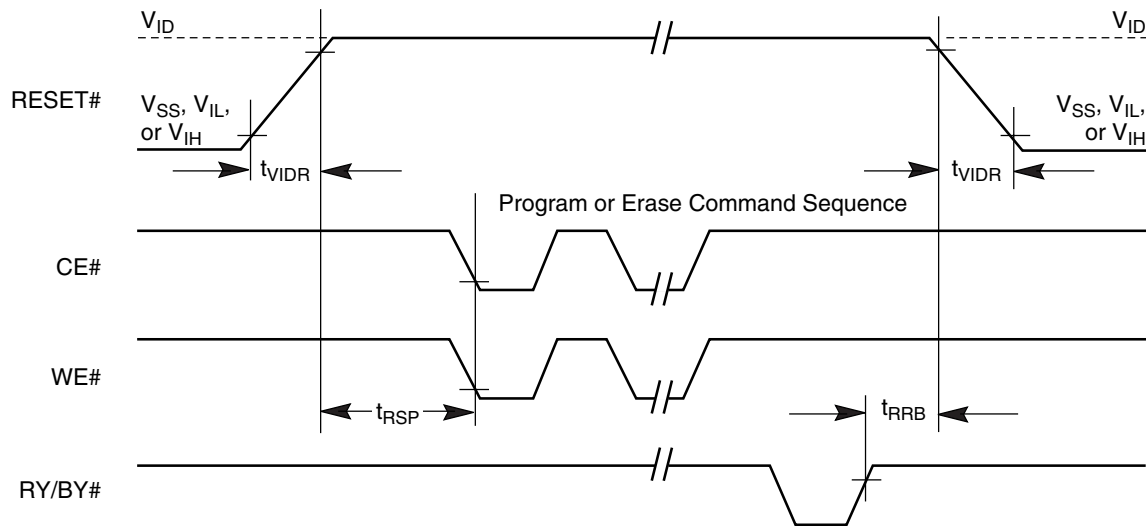 V_ID
V_ID
RESET#
V_SS, V_IL,
or V_IH
V_SS, V_IL,
or V_IH
t_VIDR
t_VIDR
Program or Erase Command Sequence
CE#
WE#
t_RSP
t_RRB
RY/BY#